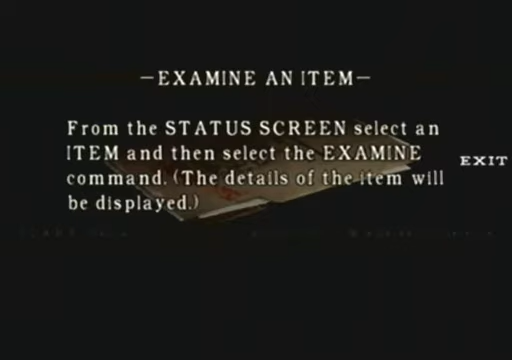 —EXAMINE AN ITEM—
From the STATUS SCREEN select an
ITEM and then select the EXAMINE
command. (The details of the item will
be displayed.)
EXIT